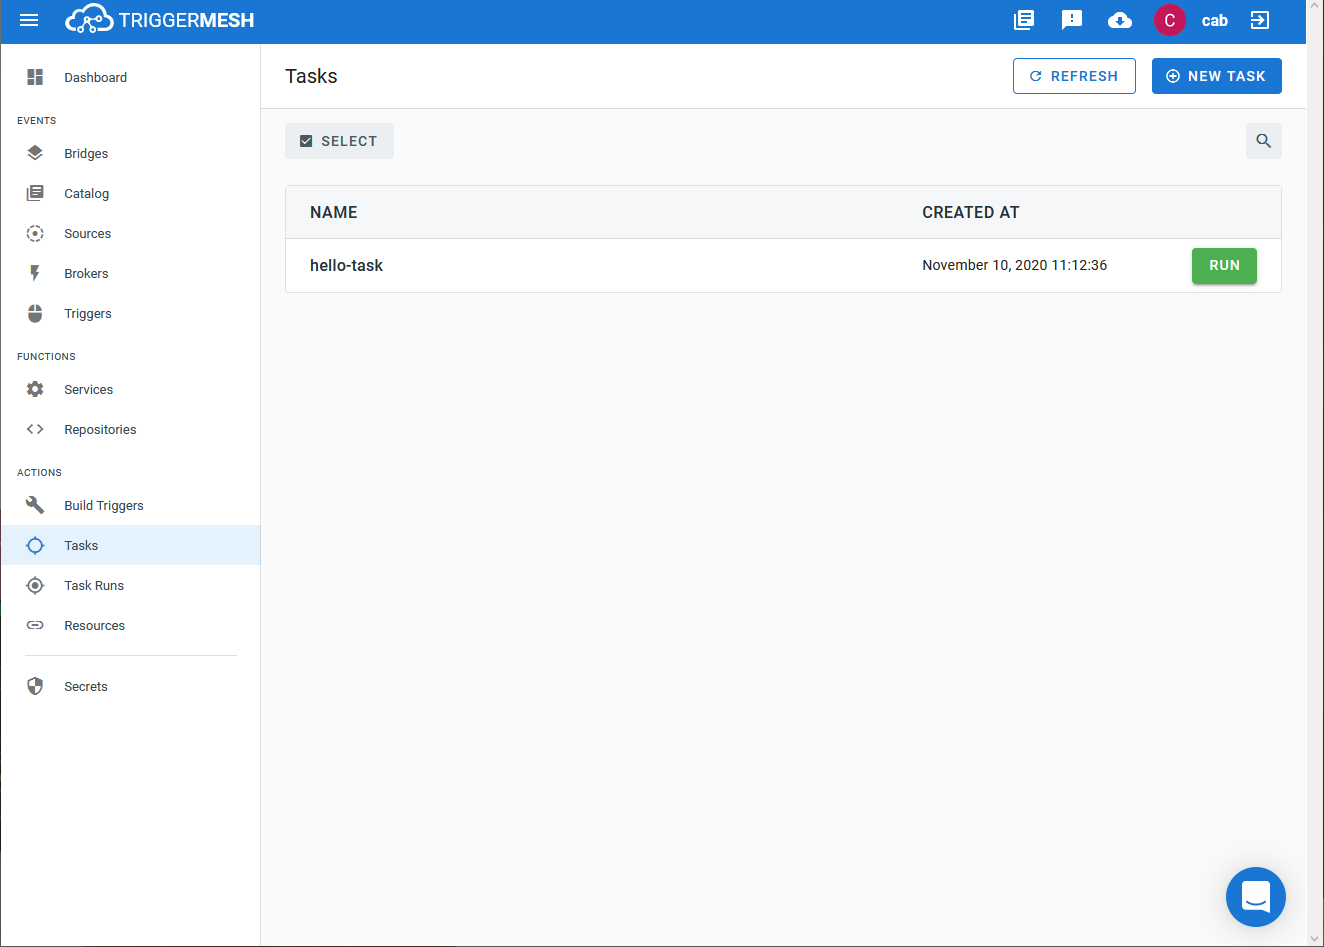 TRIGGERMESH
C
cab
Dashboard
EVENTS
Bridges
Catalog
Sources
Brokers
Triggers
FUNCTIONS
Services
Repositories
ACTIONS
Build Triggers
Tasks
Task Runs
Resources
Secrets
Tasks
REFRESH
NEW TASK
SELECT
NAME CREATED AT
hello-task November 10, 2020 11:12:36 RUN